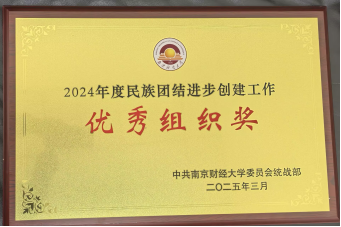 2024年度民族团结进步创建工作
优秀组织奖
中共南京财经大学委员会统战部
二〇二五年三月